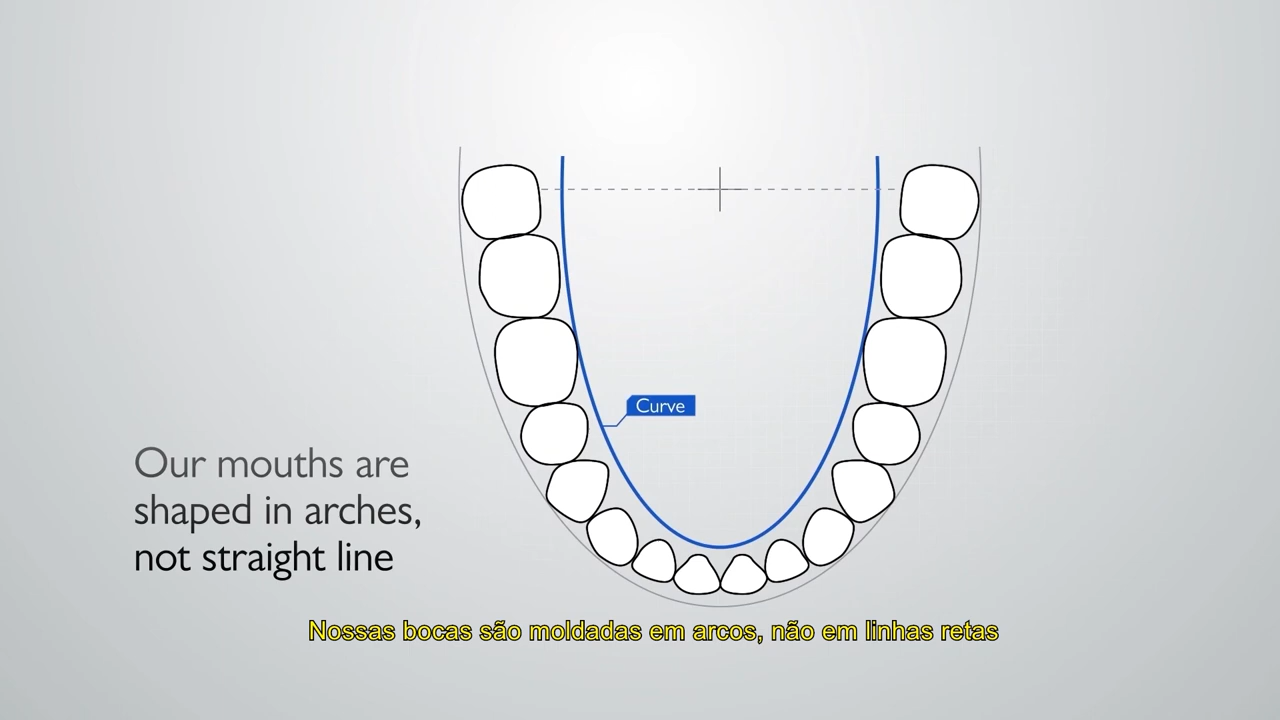 Curve
Our mouths are
shaped in arches,
not straight line
Nossas bocas são moldadas em arcos, não em linhas retas